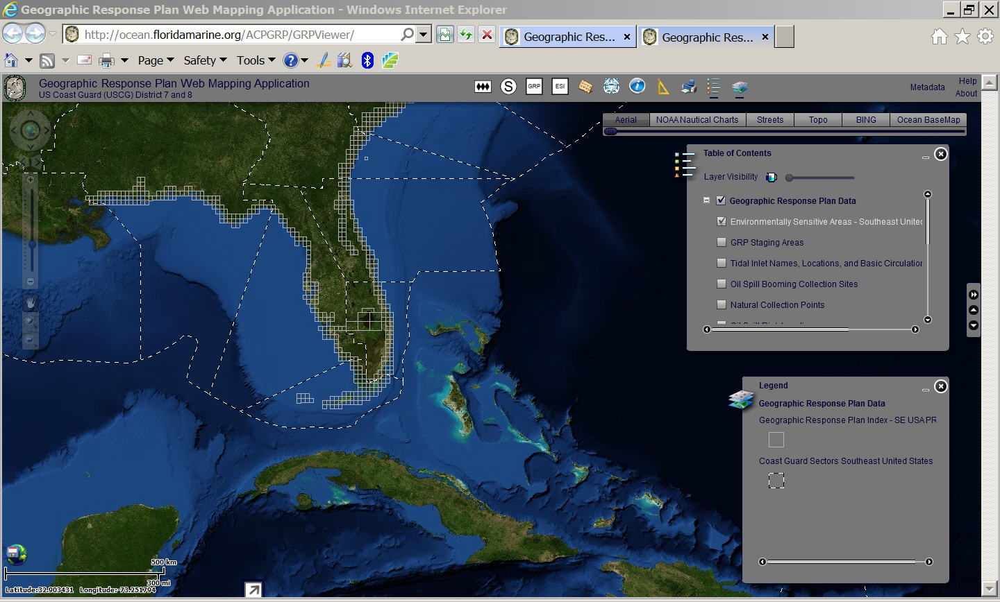 Geographic Response Plan Web Mapping Application - Windows Internet Explorer
http://ocean.floridamarine.org/ACPGRP/GRPViewer/
Geographic Res...
Geographic Res...
Page
Safety
Tools
Geographic Response Plan Web Mapping Application
US Coast Guard (USCG) District 7 and 8
S
GRP
ESI
Metadata
Help
About
Aerial
NOAA Nautical Charts
Streets
Topo
BING
Ocean BaseMap
Table of Contents
Layer Visibility
Geographic Response Plan Data
Environmentally Sensitive Areas - Southeast United
GRP Staging Areas
Tidal Inlet Names, Locations, and Basic Circulation
Oil Spill Booming Collection Sites
Natural Collection Points
Legend
Geographic Response Plan Data
Geographic Response Plan Index - SE USA PR
Coast Guard Sectors Southeast United States
500 km
300 mi
Latitude:32.903431 Longitude:-73.251794